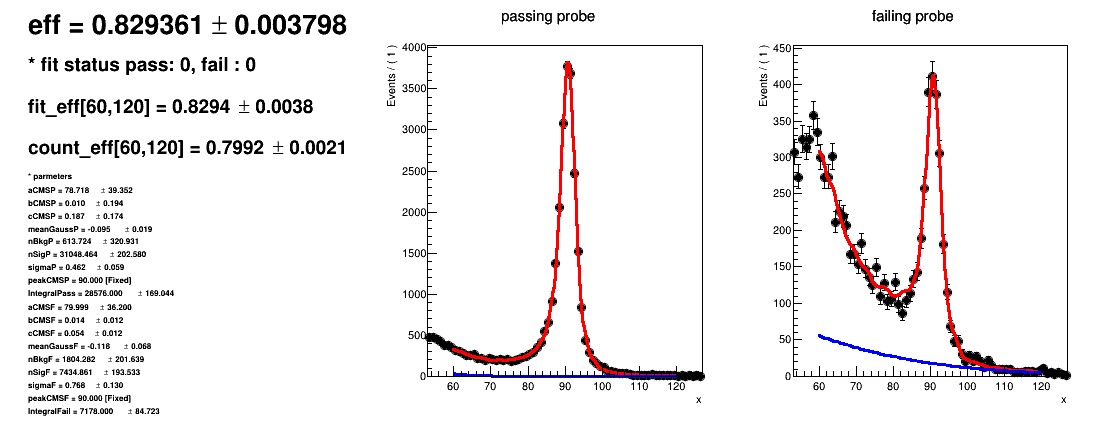 eff = 0.829361 ± 0.003798
* fit status pass: 0, fail : 0
fit_eff[60,120] = 0.8294 ± 0.0038
count_eff[60,120] = 0.7992 ± 0.0021
* parmeters
aCMSP = 78.718 ± 39.352
bCMSP = 0.010 ± 0.194
cCMSP = 0.187 ± 0.174
meanGaussP = -0.095 ± 0.019
nBkgP = 613.724 ± 320.931
nSigP = 31048.464 ± 202.580
sigmaP = 0.462 ± 0.059
peakCMSP = 90.000 [Fixed]
IntegralPass = 28576.000 ± 169.044
aCMSF = 79.999 ± 36.200
bCMSF = 0.014 ± 0.012
cCMSF = 0.054 ± 0.012
meanGaussF = -0.118 ± 0.068
nBkgF = 1804.282 ± 201.639
nSigF = 7434.861 ± 193.533
sigmaF = 0.768 ± 0.130
peakCMSF = 90.000 [Fixed]
IntegralFail = 7178.000 ± 84.723
passing probe
Events / ( 1 )
4000
3500
3000
2500
2000
1500
1000
500
0
60 70 80 90 100 110 120
x
failing probe
Events / ( 1 )
450
400
350
300
250
200
150
100
50
0
60 70 80 90 100 110 120
x